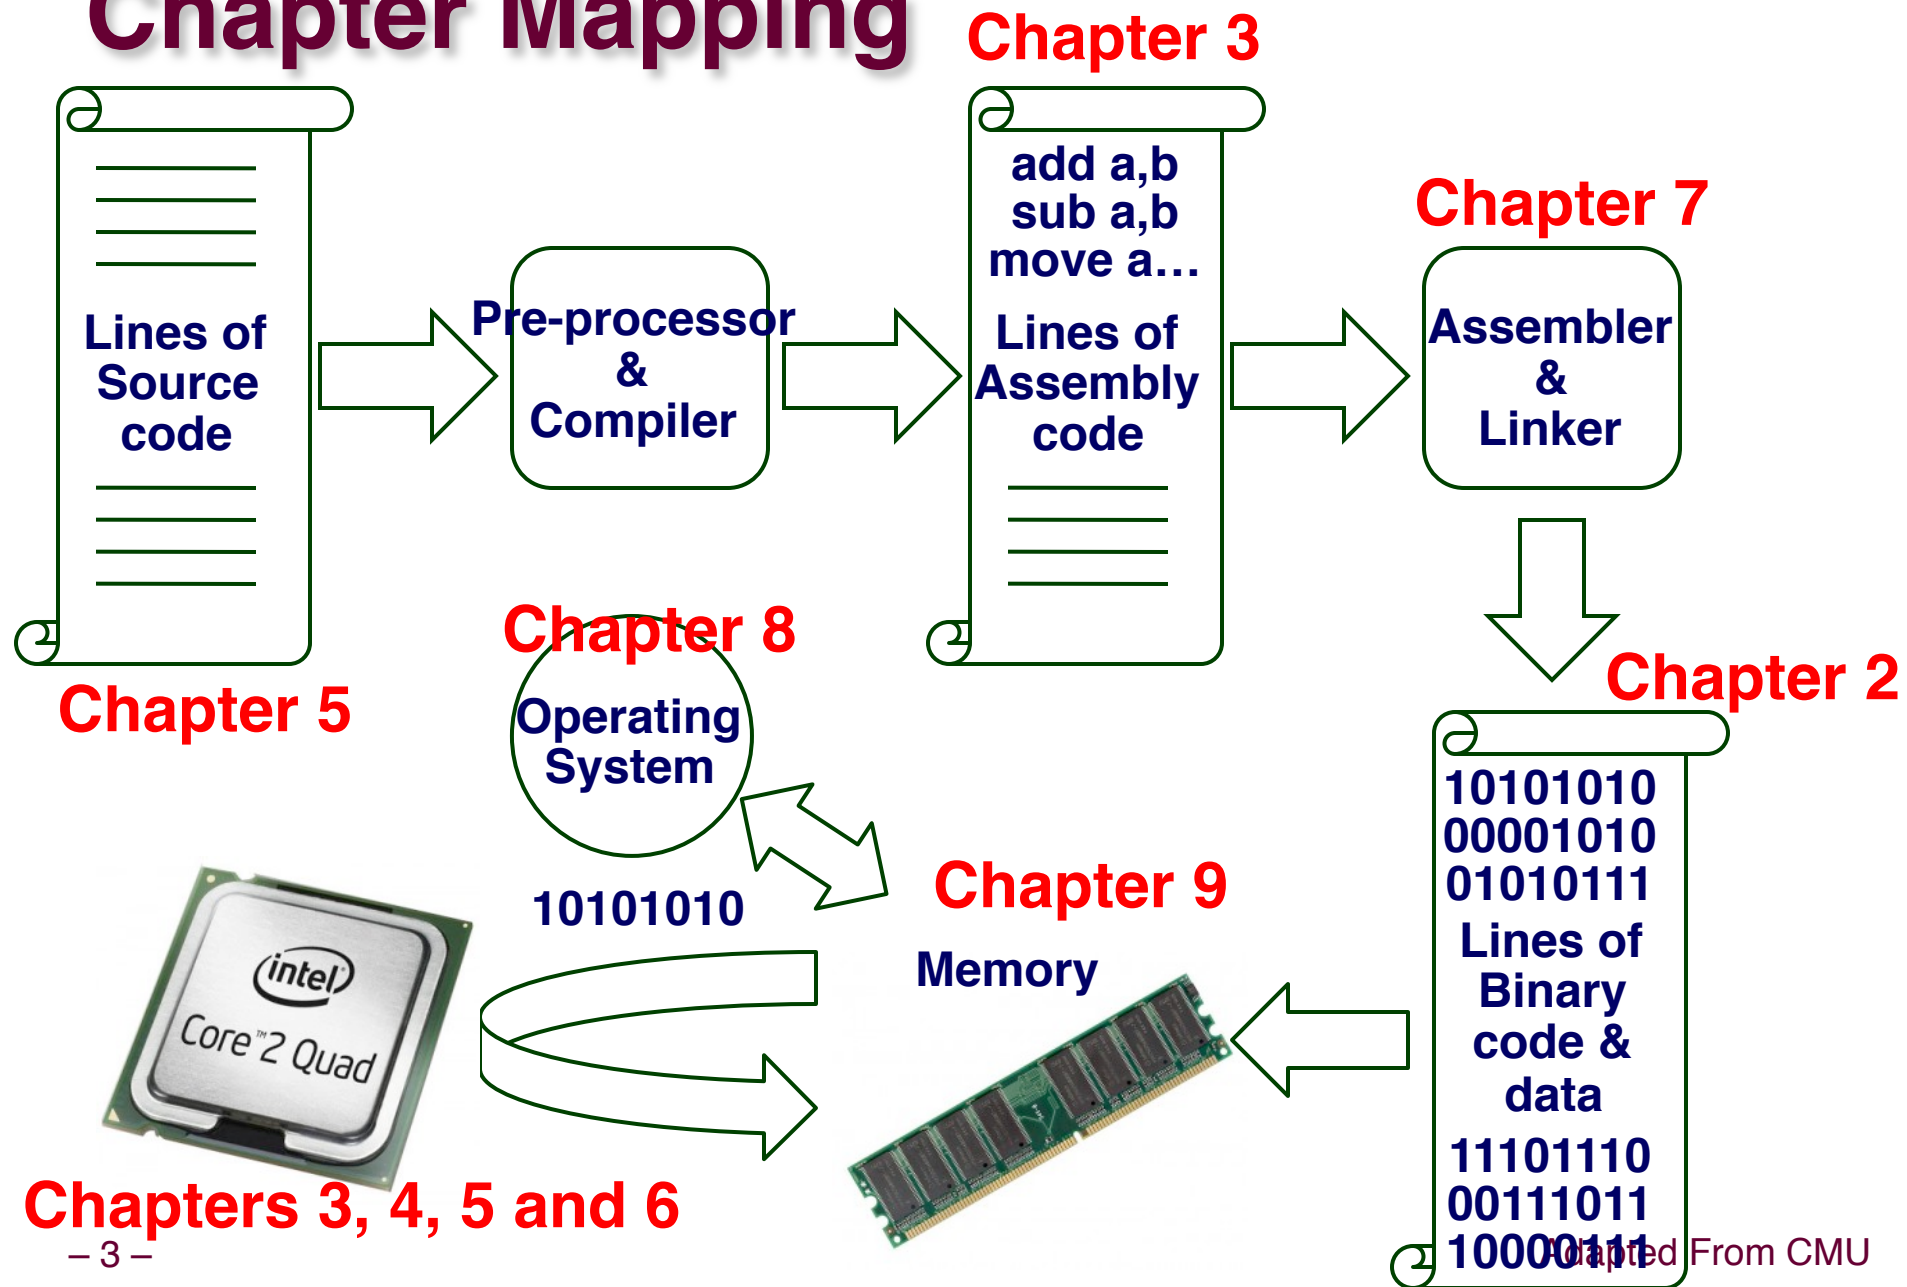 Chapter Mapping
Chapter 3
add a,b
sub a,b
move a…
Chapter 7
Lines of
Source
code
Pre-processor
&
Compiler
Lines of
Assembly
code
Assembler
&
Linker
Chapter 5
Chapter 8
Operating
System
Chapter 2
10101010
00001010
01010111
Lines of
Binary
code &
data
11101110
00111011
10000111
10101010
Chapter 9
Memory
intel
Core™2 Quad
Chapters 3, 4, 5 and 6
– 3 –
Adapted From CMU